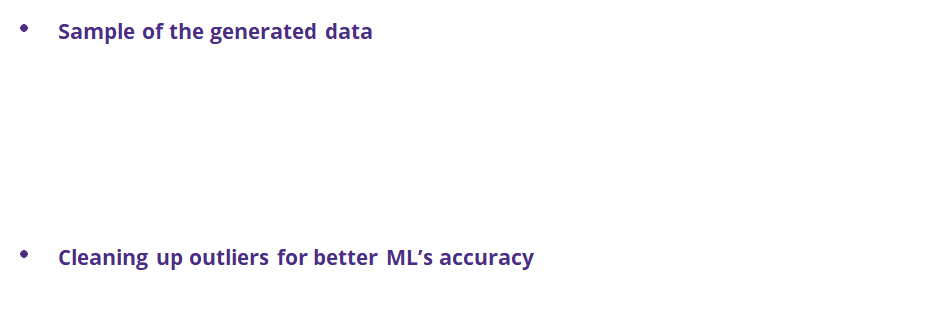 • Sample of the generated data
• Cleaning up outliers for better ML’s accuracy